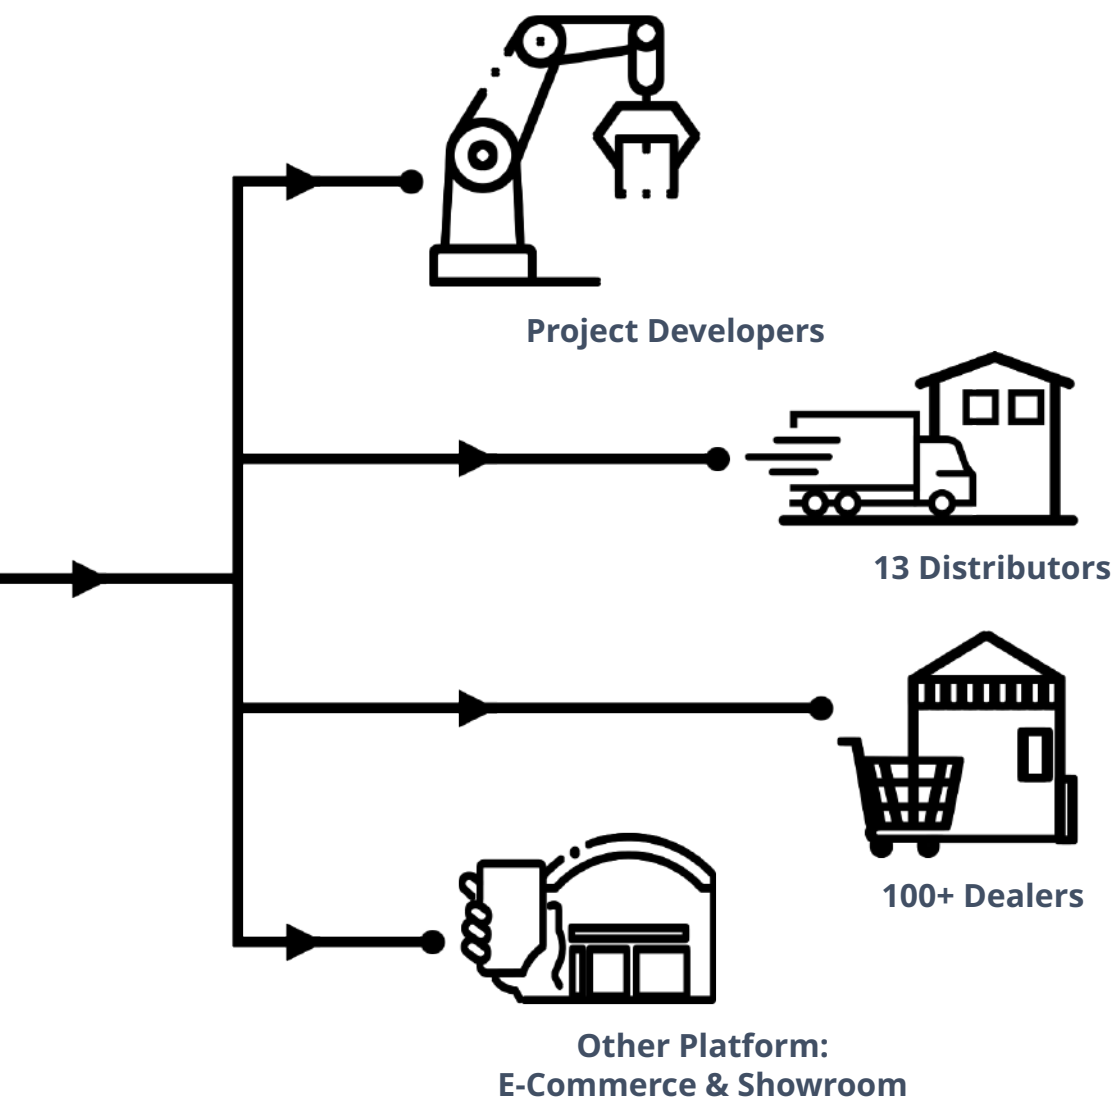 Project Developers
13 Distributors
100+ Dealers
Other Platform:
E-Commerce & Showroom